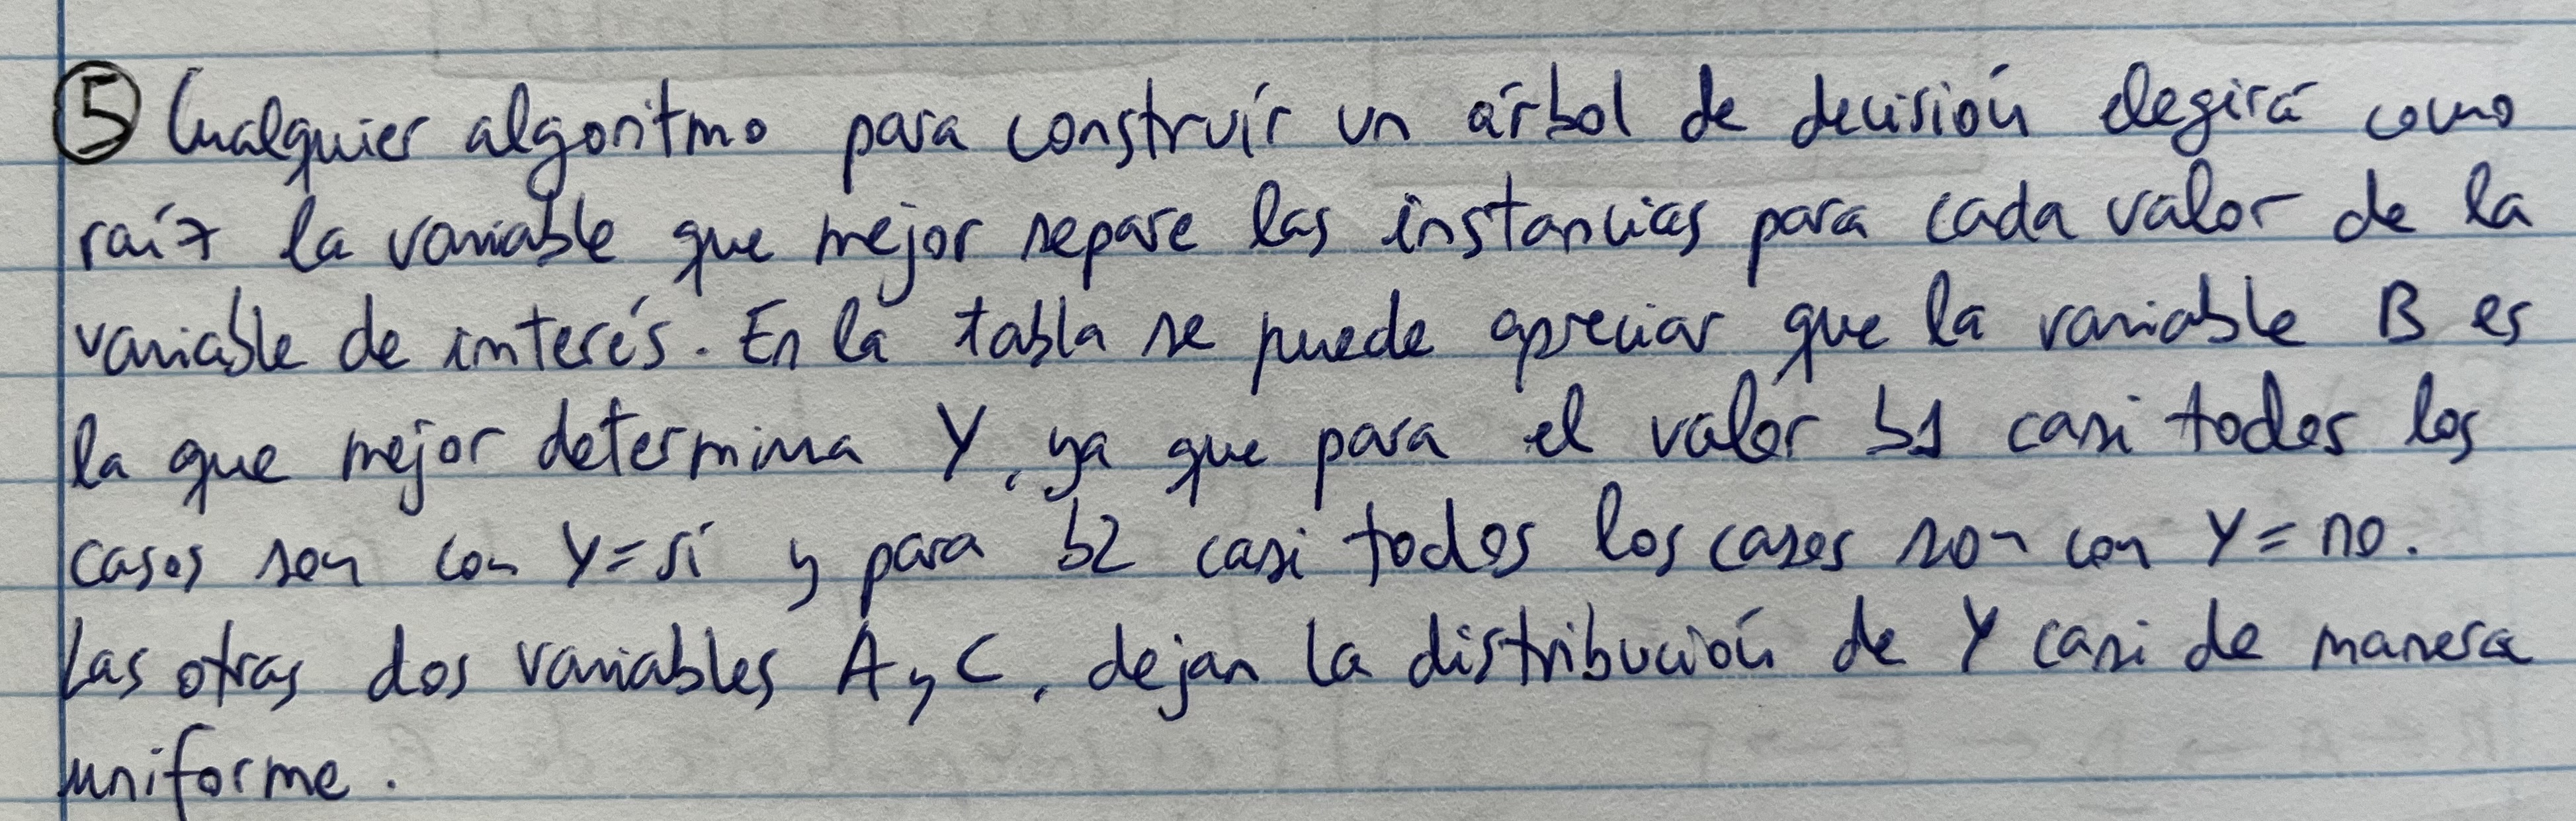 ⑤ Cualquier algoritmo para construir un árbol de decisión elegirá como
raíz la variable que mejor separe las instancias para cada valor de la
variable de interés. En la tabla se puede apreciar que la variable B es
la que mejor determina Y, ya que para el valor b1 casi todos los
casos son con Y=sí y para b2 casi todos los casos son con Y=no.
Las otras dos variables A y C, dejan la distribución de Y casi de manera
uniforme.